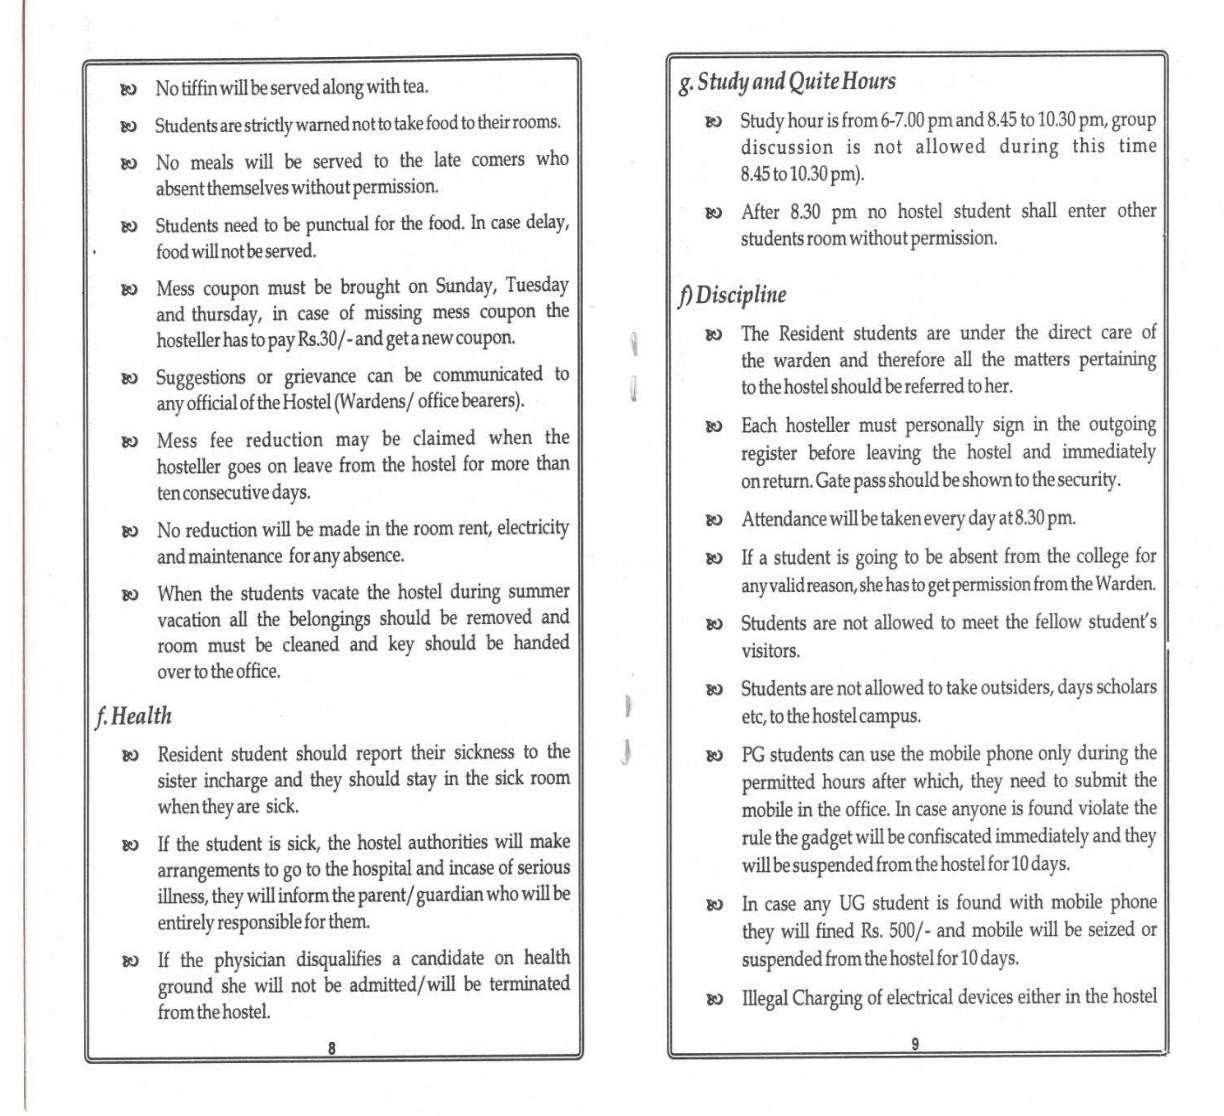 No tiffin will be served along with tea.
Students are strictly warned not to take food to their rooms.
No meals will be served to the late comers who
absent themselves without permission.
Students need to be punctual for the food. In case delay,
food will not be served.
Mess coupon must be brought on Sunday, Tuesday
and thursday, in case of missing mess coupon the
hosteller has to pay Rs.30/- and get a new coupon.
Suggestions or grievance can be communicated to
any official of the Hostel (Wardens/ office bearers).
Mess fee reduction may be claimed when the
hosteller goes on leave from the hostel for more than
ten consecutive days.
No reduction will be made in the room rent, electricity
and maintenance for any absence.
When the students vacate the hostel during summer
vacation all the belongings should be removed and
room must be cleaned and key should be handed
over to the office.
f. Health
Resident student should report their sickness to the
sister incharge and they should stay in the sick room
when they are sick.
If the student is sick, the hostel authorities will make
arrangements to go to the hospital and incase of serious
illness, they will inform the parent/ guardian who will be
entirely responsible for them.
If the physician disqualifies a candidate on health
ground she will not be admitted/will be terminated
from the hostel.
8
g. Study and Quite Hours
Study hour is from 6-7.00 pm and 8.45 to 10.30 pm, group
discussion is not allowed during this time
8.45 to 10.30 pm).
After 8.30 pm no hostel student shall enter other
students room without permission.
f) Discipline
The Resident students are under the direct care of
the warden and therefore all the matters pertaining
to the hostel should be referred to her.
Each hosteller must personally sign in the outgoing
register before leaving the hostel and immediately
on return. Gate pass should be shown to the security.
Attendance will be taken every day at 8.30 pm.
If a student is going to be absent from the college for
any valid reason, she has to get permission from the Warden.
Students are not allowed to meet the fellow student's
visitors.
Students are not allowed to take outsiders, days scholars
etc, to the hostel campus.
PG students can use the mobile phone only during the
permitted hours after which, they need to submit the
mobile in the office. In case anyone is found violate the
rule the gadget will be confiscated immediately and they
will be suspended from the hostel for 10 days.
In case any UG student is found with mobile phone
they will fined Rs. 500/- and mobile will be seized or
suspended from the hostel for 10 days.
Illegal Charging of electrical devices either in the hostel
9